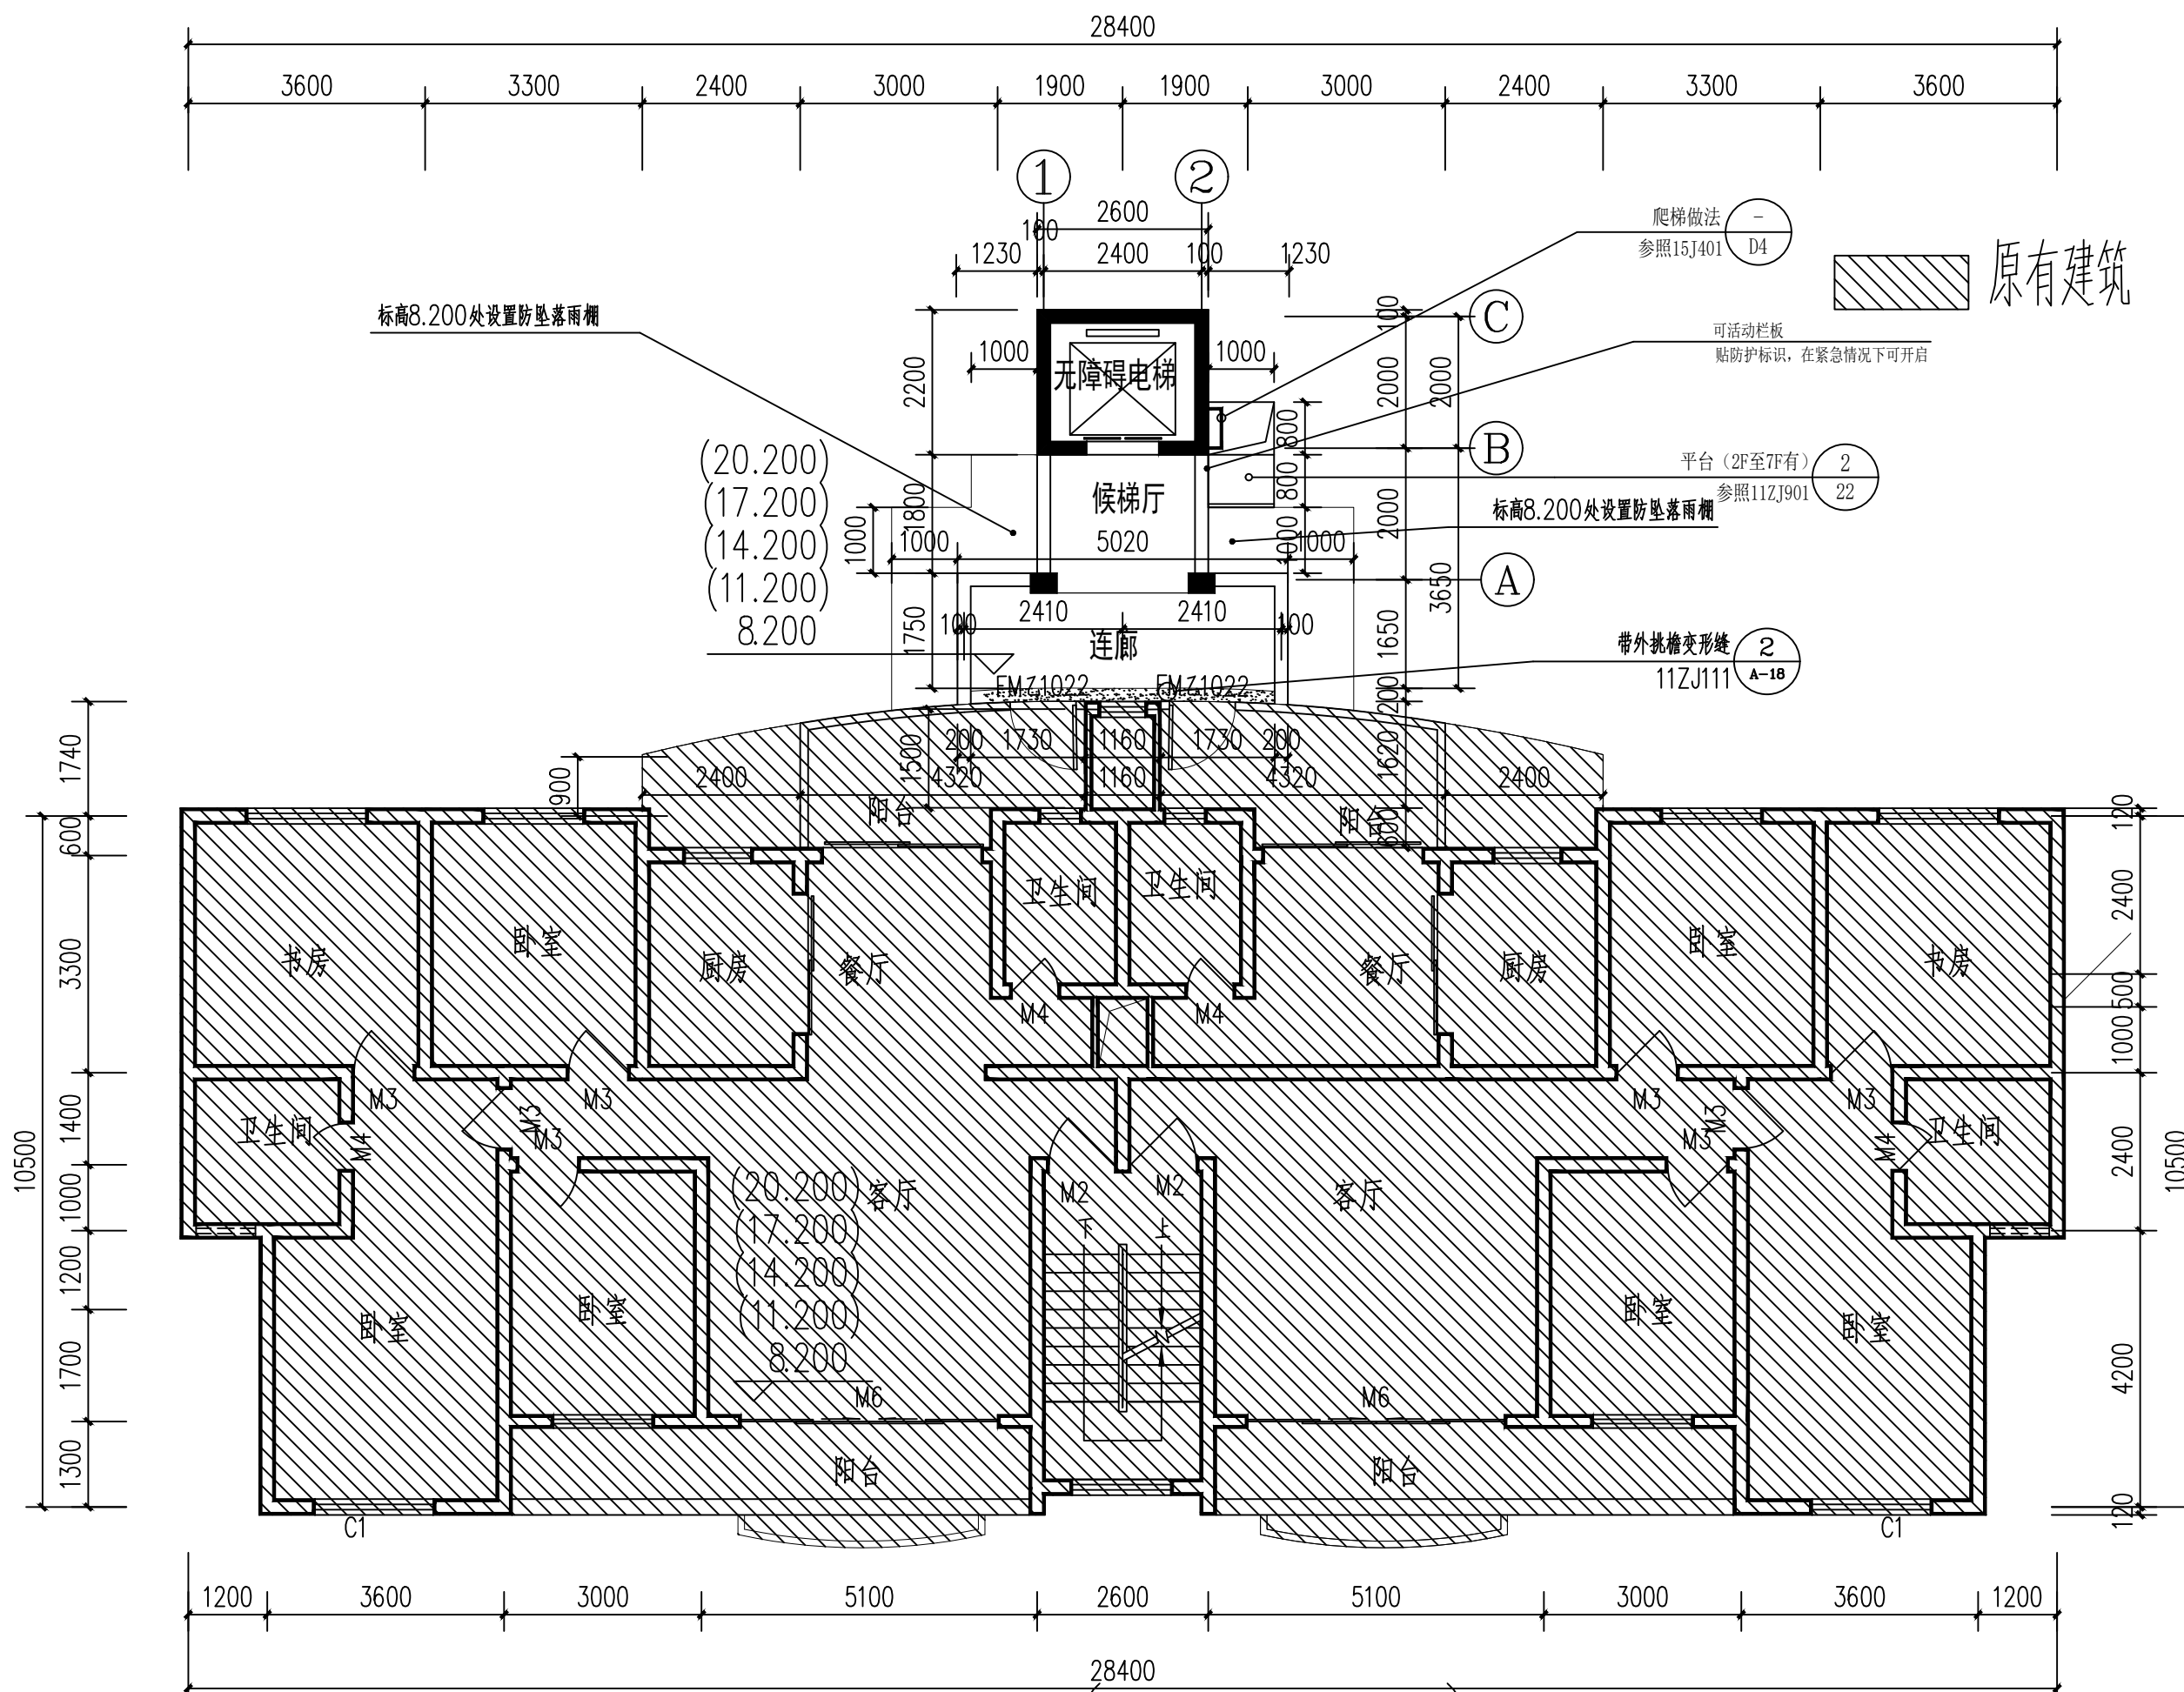 28400
3600 3300 2400 3000 1900 1900 3000 2400 3300 3600
1 2
2600
100
1230 2400 100 1230
爬梯做法 -
参照15J401 D4
原有建筑
标高8.200处设置防坠落雨棚
100
C
可活动栏板
贴防护标识，在紧急情况下可开启
1000 1000
无障碍电梯
2200 2000 2000
800
B
(20.200)
(17.200)
(14.200)
(11.200)
8.200
平台（2F至7F有） 2
参照11ZJ901 22
候梯厅
1800 800
标高8.200处设置防坠落雨棚
1000 1000 5020 1000 1000 2000
A
2410 2410
100 100
1750 1650 3650
连廊
带外挑檐变形缝 2
11ZJ111 A-18
FMZ1022 FMZ1022
200
200 1730 1160 1730 200
1500 1620
2400 4320 1160 4320 2400
1740 900
阳台 阳台
600 600 120
卫生间 卫生间
书房 卧室 厨房 餐厅 餐厅 厨房 卧室 书房
3300 2400
M4 M4
500
1000
M3 M3 M3 M3
M3 M3
M3 M3
卫生间 M4 M4 卫生间
1400 2400
10500 10500
M2 M2
下 上
客厅 客厅
1000
(20.200)
(17.200)
(14.200)
(11.200)
8.200
1200
卧室 卧室 卧室 卧室
1700 4200
M6 M6
阳台 阳台
1300
120
C1 C1
1200 3600 3000 5100 2600 5100 3000 3600 1200
28400